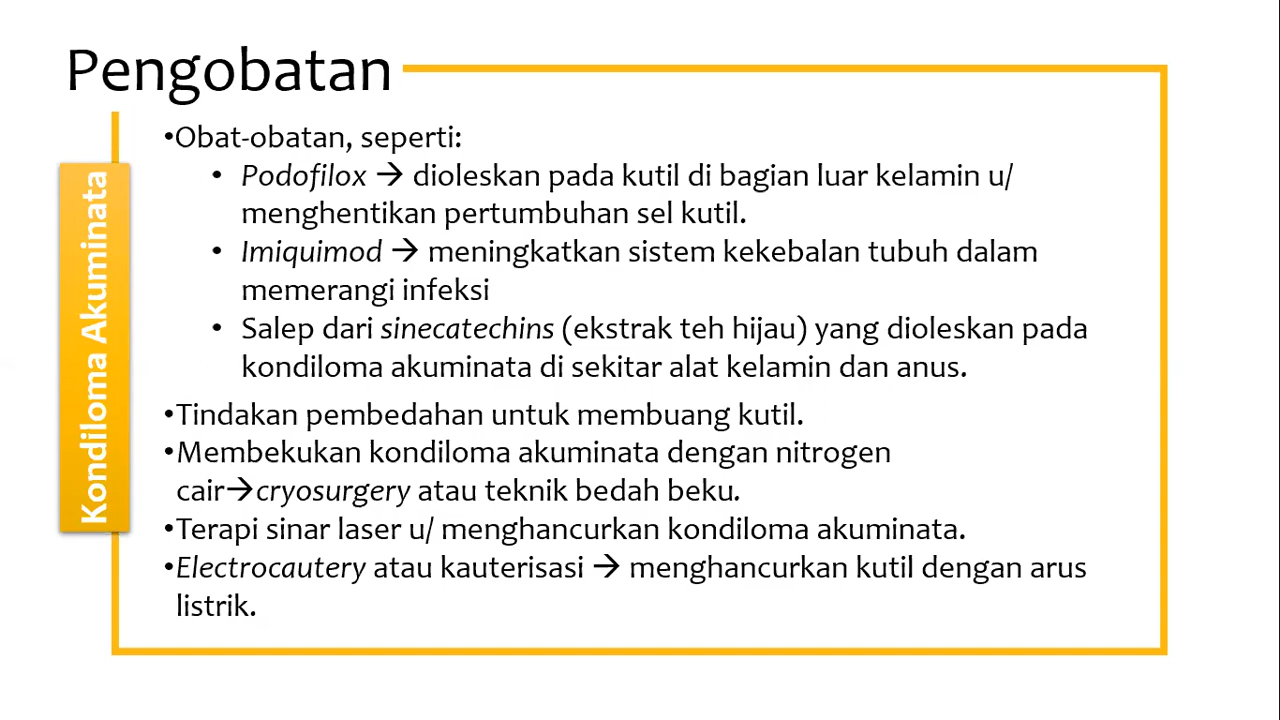 Pengobatan
Kondiloma Akuminata
•Obat-obatan, seperti:
• Podofilox → dioleskan pada kutil di bagian luar kelamin u/
menghentikan pertumbuhan sel kutil.
• Imiquimod → meningkatkan sistem kekebalan tubuh dalam
memerangi infeksi
• Salep dari sinecatechins (ekstrak teh hijau) yang dioleskan pada
kondiloma akuminata di sekitar alat kelamin dan anus.
•Tindakan pembedahan untuk membuang kutil.
•Membekukan kondiloma akuminata dengan nitrogen
cair→cryosurgery atau teknik bedah beku.
•Terapi sinar laser u/ menghancurkan kondiloma akuminata.
•Electrocautery atau kauterisasi → menghancurkan kutil dengan arus
listrik.